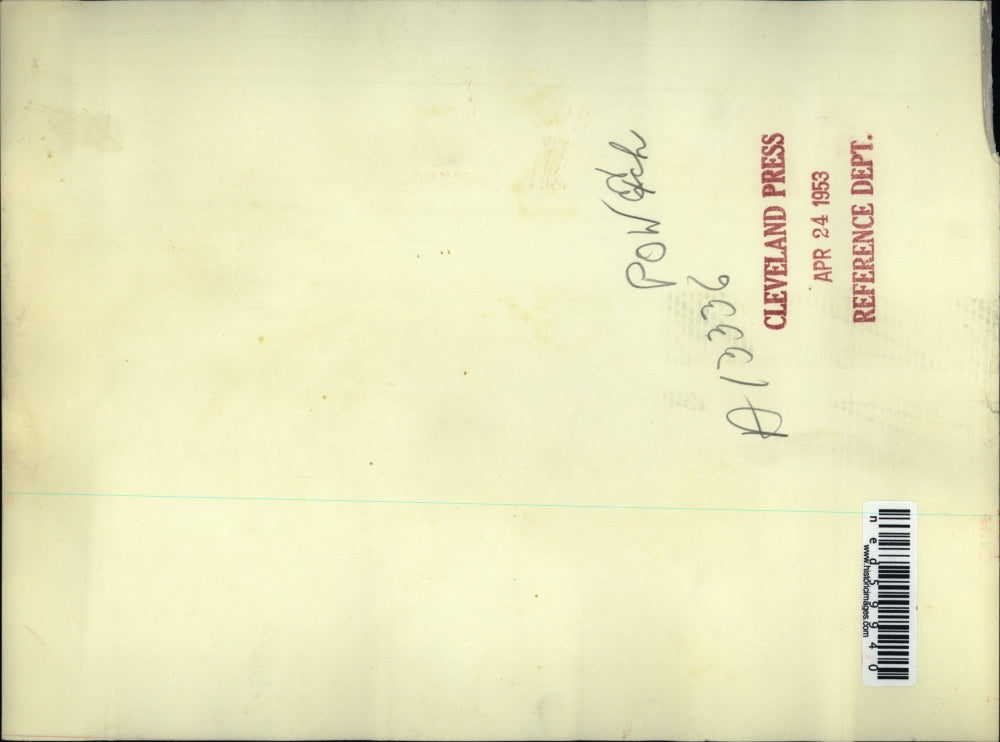 CLEVELAND PRESS
APR 24 1953
REFERENCE DEPT.
POW
ned59940
www.historicimages.com